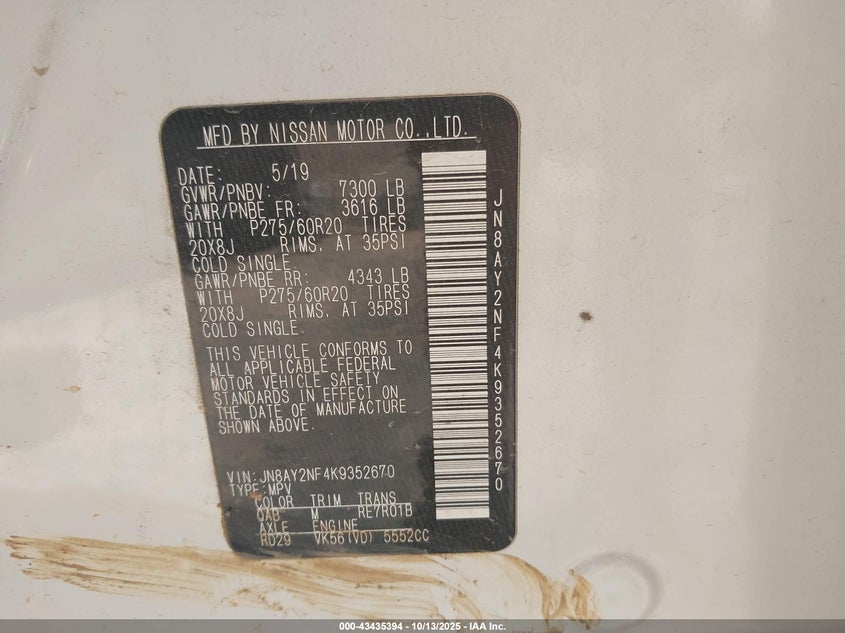 MFD BY NISSAN MOTOR CO.,LTD.
DATE: 5/19
GVWR/PNBV: 7300 LB
GAWR/PNBE FR: 3616 LB
WITH P275/60R20 TIRES
20X8J RIMS, AT 35PSI
COLD SINGLE.
GAWR/PNBE RR: 4343 LB
WITH P275/60R20 TIRES
20X8J RIMS, AT 35PSI
COLD SINGLE.
THIS VEHICLE CONFORMS TO
ALL APPLICABLE FEDERAL
MOTOR VEHICLE SAFETY
STANDARDS IN EFFECT ON
THE DATE OF MANUFACTURE
SHOWN ABOVE.
VIN:JN8AY2NF4K9352670
TYPE:MPV
COLOR TRIM TRANS
QAB M RE7R01B
AXLE ENGINE
RD29 VK56(VD) 5552CC
JN8AY2NF4K9352670
000-43435394 - 10/13/2025 - IAA Inc.